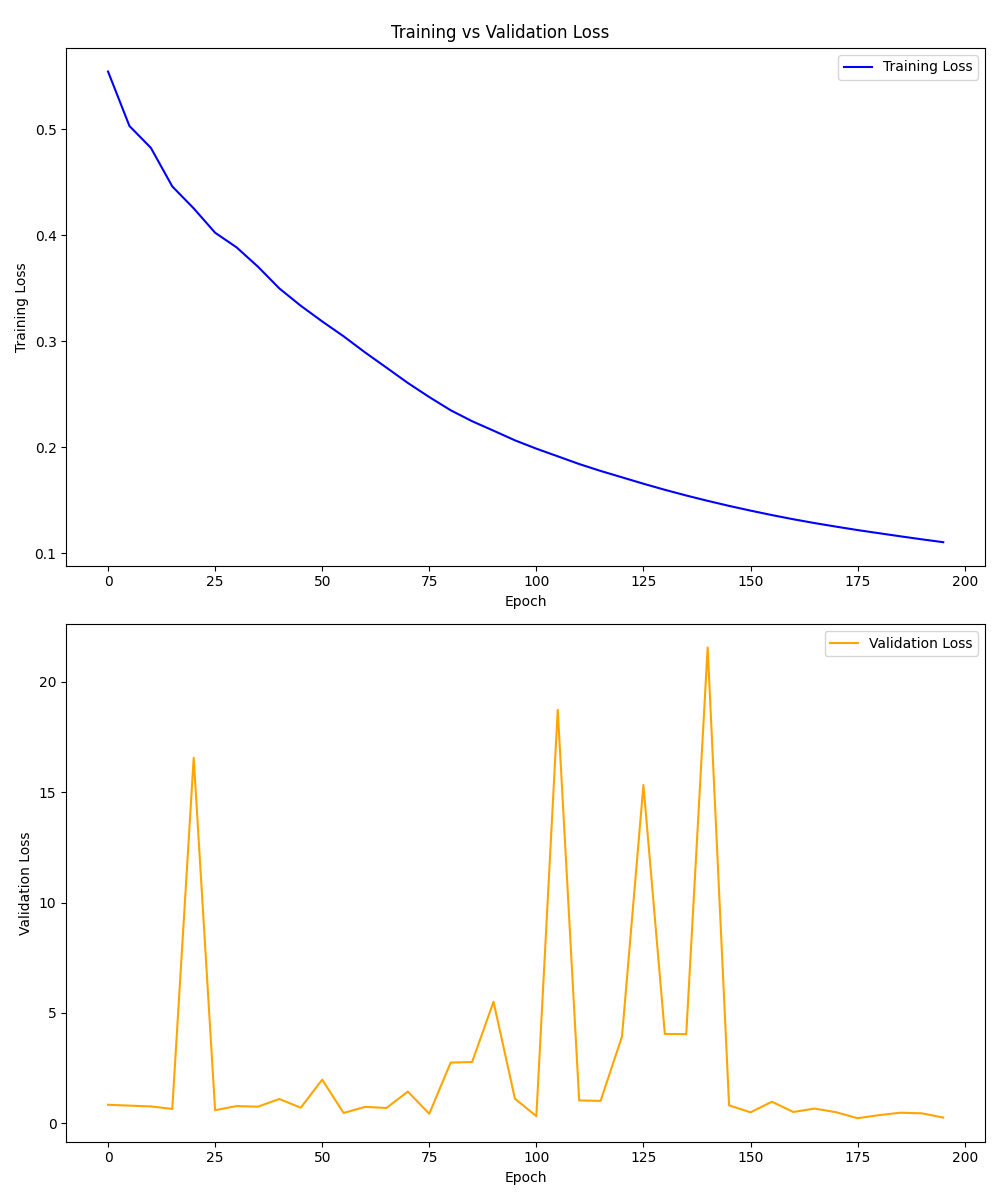 Training vs Validation Loss
Training Loss
0.5
0.4
0.3
0.2
0.1
Training Loss
0 25 50 75 100 125 150 175 200
Epoch
Validation Loss
20
15
10
5
0
Validation Loss
0 25 50 75 100 125 150 175 200
Epoch